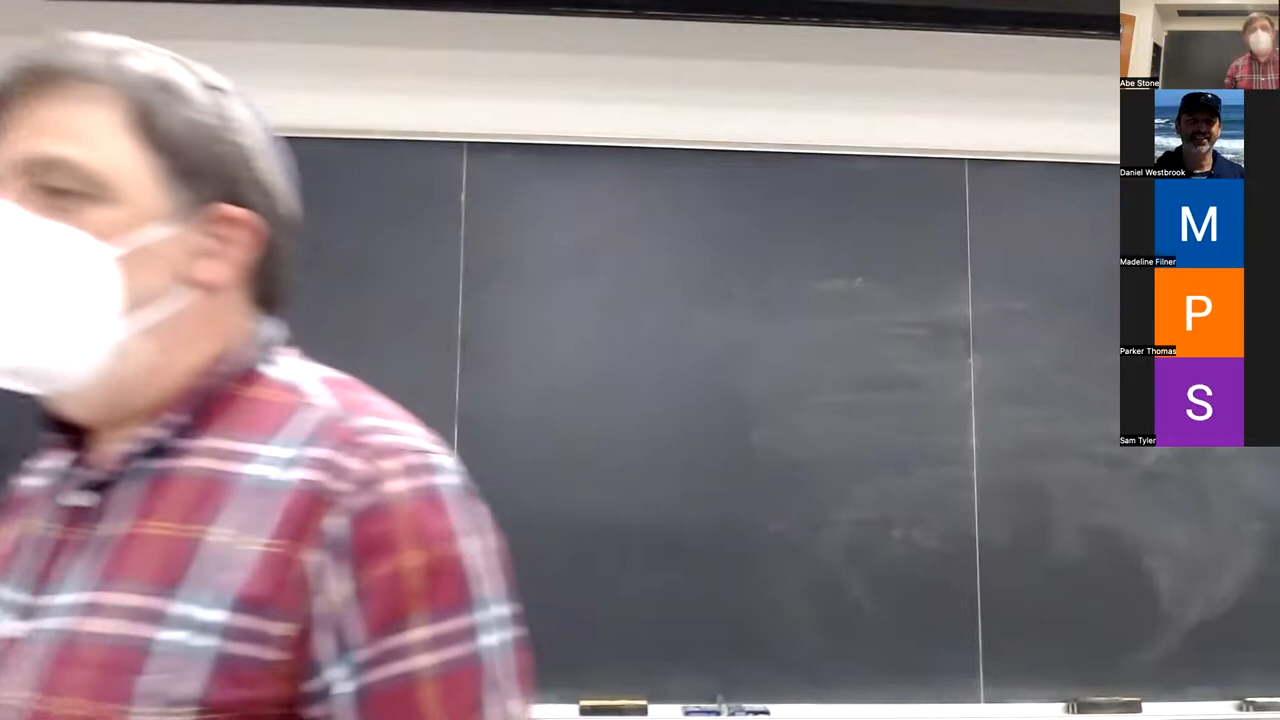 Abe Stone
Daniel Westbrook
M
Madeline Filner
P
Parker Thomas
S
Sam Tyler